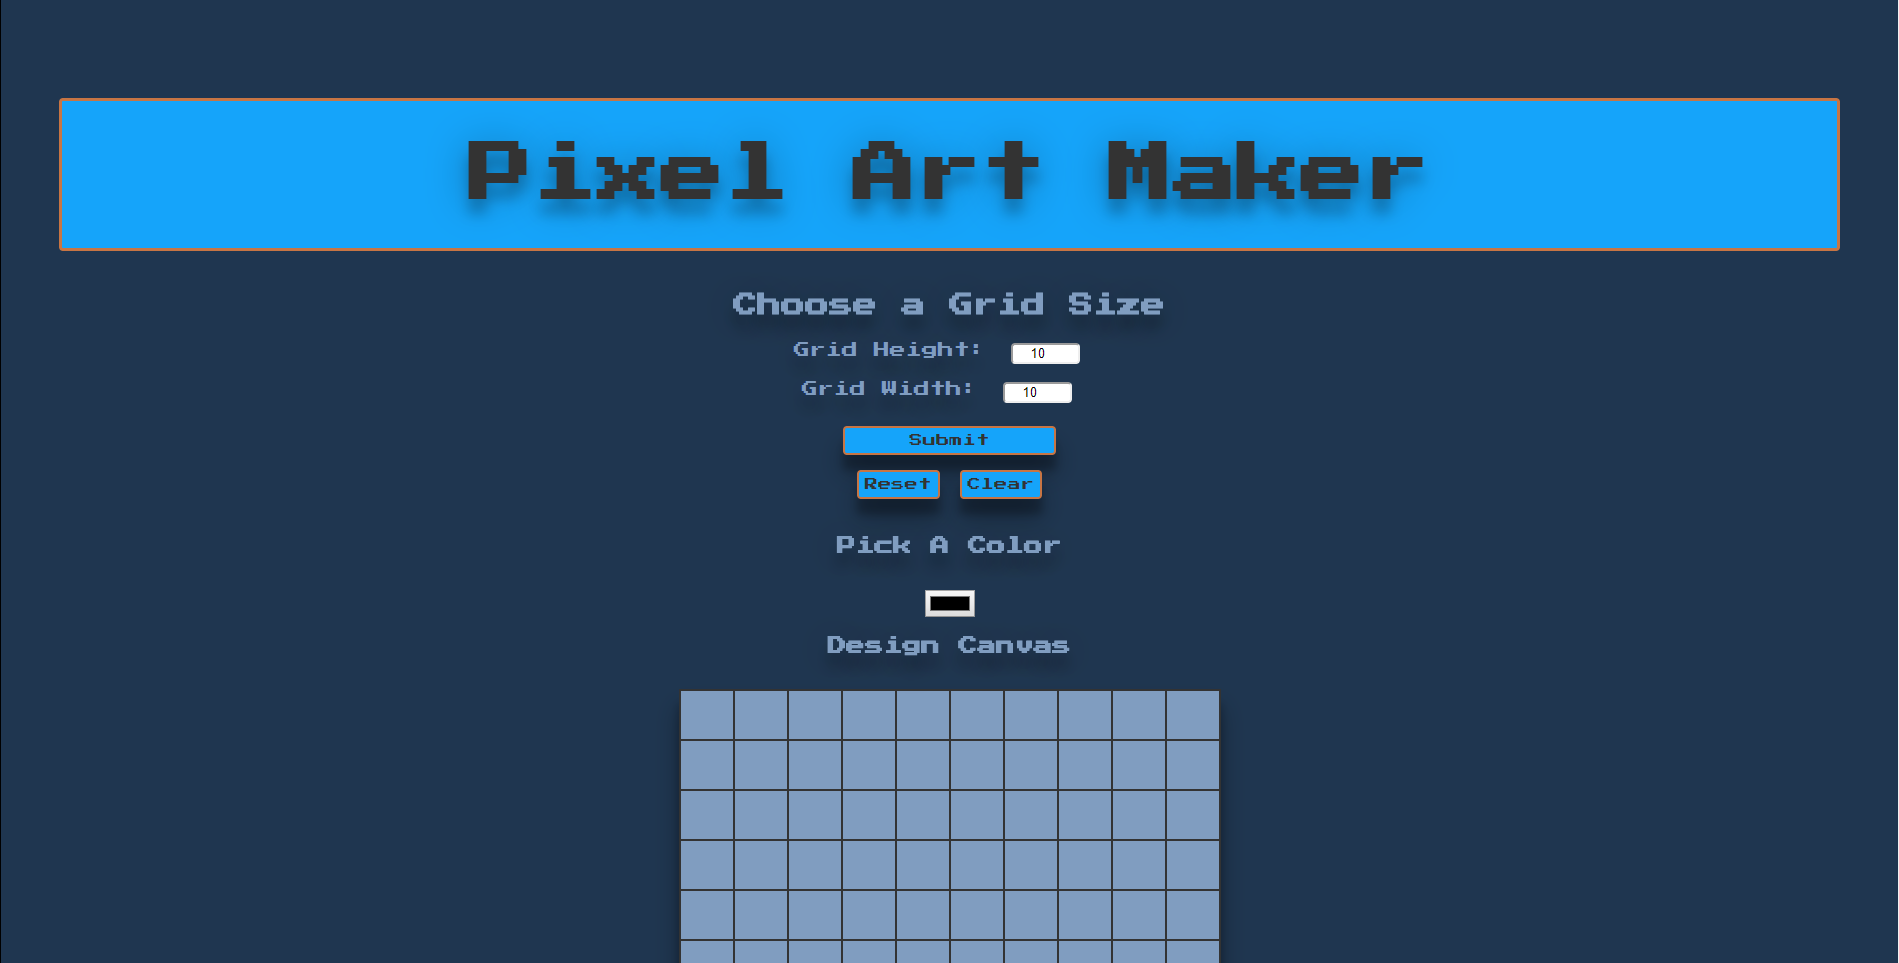 Pixel Art Maker
Choose a Grid Size
Grid Height: 10
Grid Width: 10
Submit
Reset Clear
Pick A Color
Design Canvas